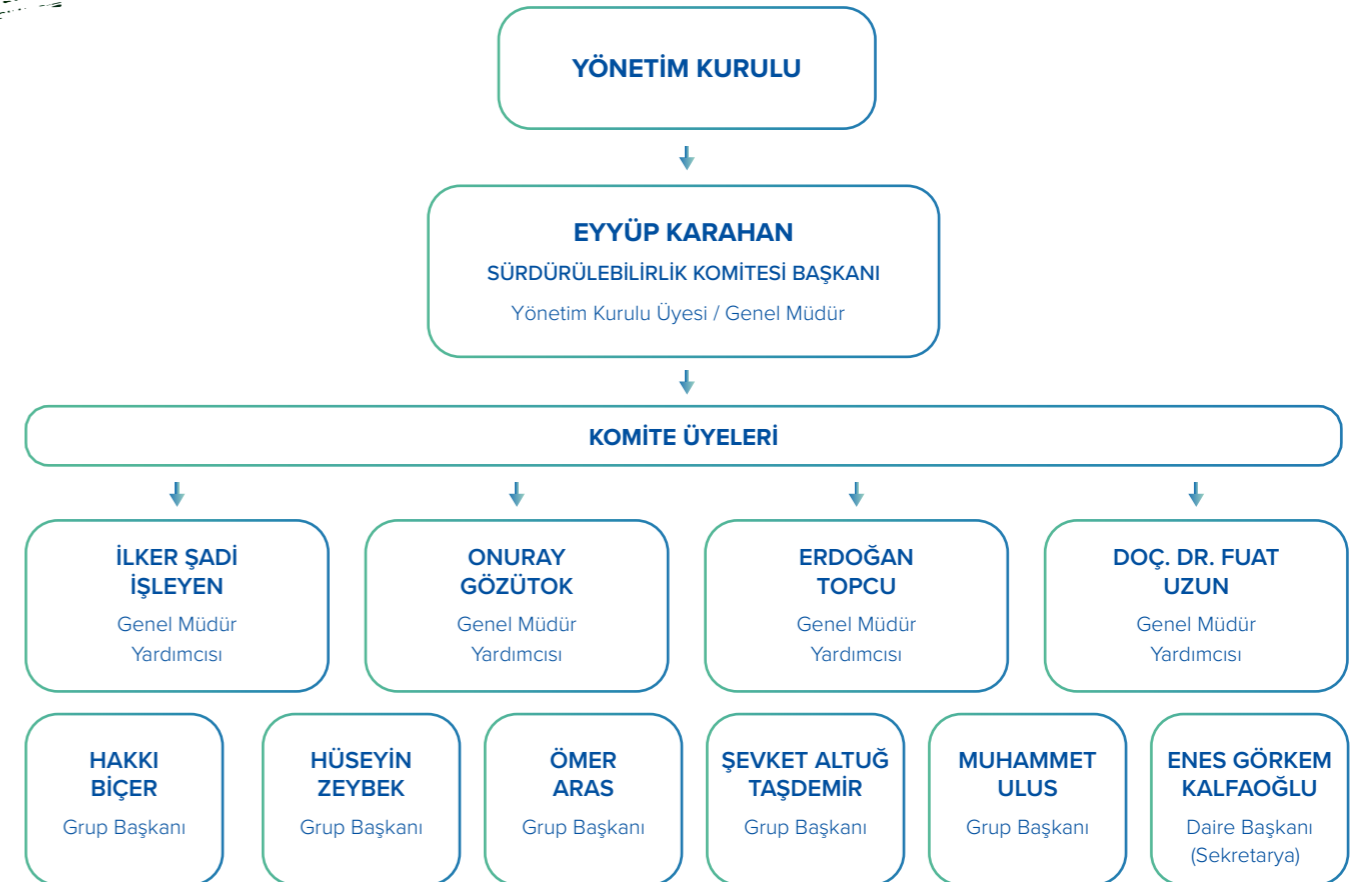 YÖNETİM KURULU
EYYÜP KARAHAN
SÜRDÜRÜLEBİLİRLİK KOMİTESİ BAŞKANI
Yönetim Kurulu Üyesi / Genel Müdür
KOMİTE ÜYELERİ
İLKER ŞADİ
İŞLEYEN
Genel Müdür
Yardımcısı
ONURAY
GÖZÜTOK
Genel Müdür
Yardımcısı
ERDOĞAN
TOPCU
Genel Müdür
Yardımcısı
DOÇ. DR. FUAT
UZUN
Genel Müdür
Yardımcısı
HAKKI
BİÇER
Grup Başkanı
HÜSEYİN
ZEYBEK
Grup Başkanı
ÖMER
ARAS
Grup Başkanı
ŞEVKET ALTUĞ
TAŞDEMİR
Grup Başkanı
MUHAMMET
ULUS
Grup Başkanı
ENES GÖRKEM
KALFAOĞLU
Daire Başkanı
(Sekretarya)